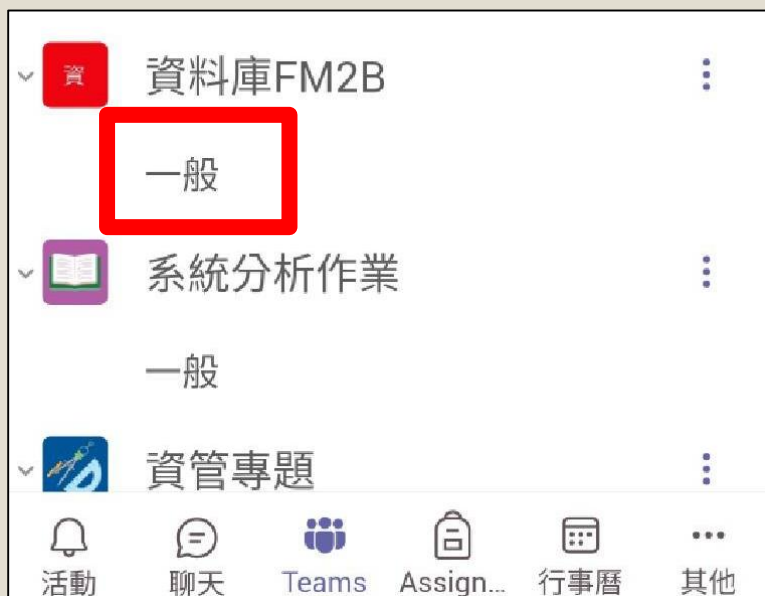 資 資料庫FM2B
一般
系統分析作業
一般
資管專題
活動 聊天 Teams Assign... 行事曆 其他